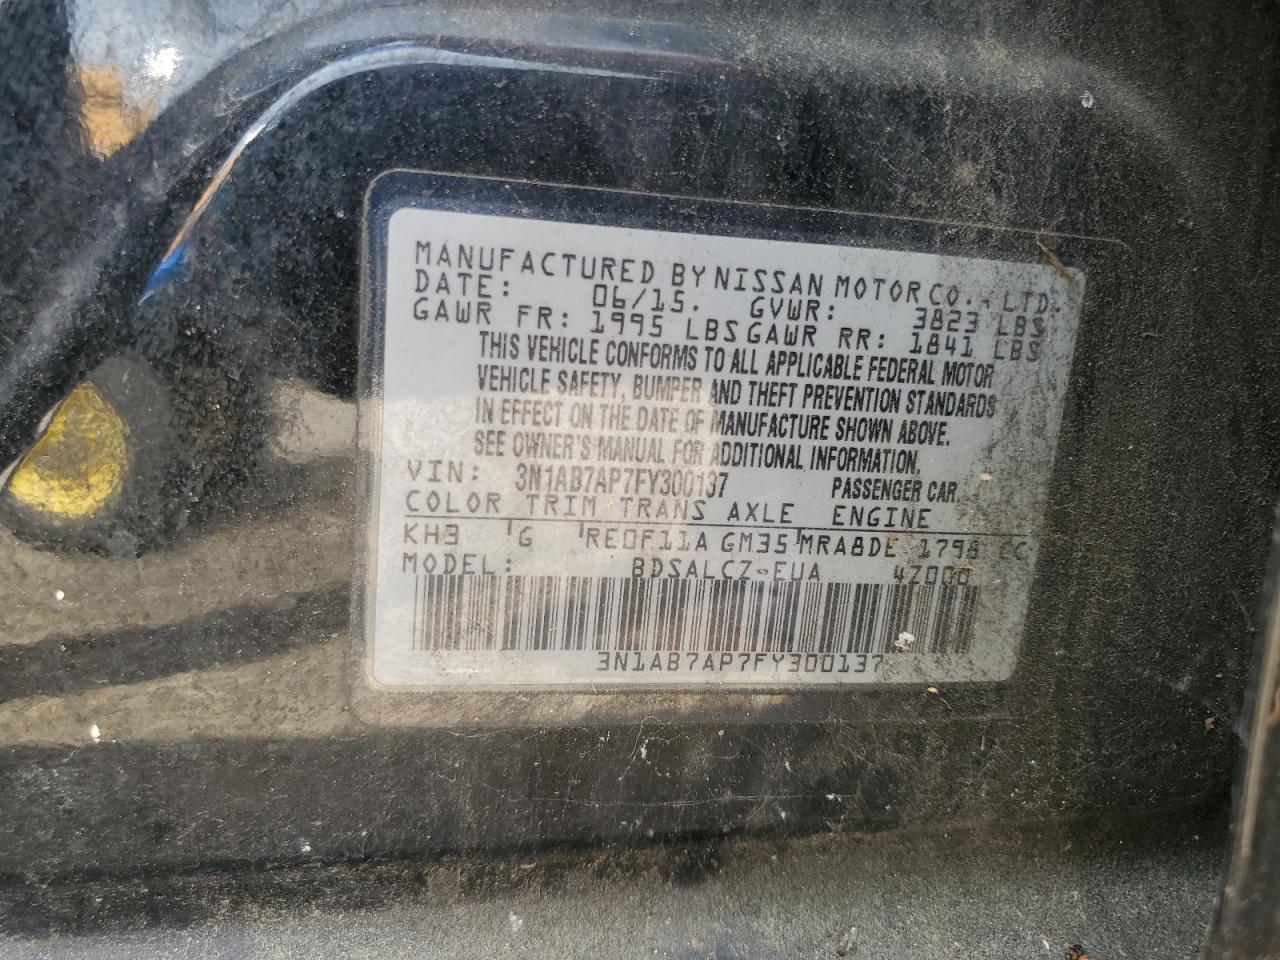 MANUFACTURED BY NISSAN MOTOR CO., LTD.
DATE: 06/15. GVWR: 3823 LBS
GAWR FR: 1995 LBS GAWR RR: 1841 LBS
THIS VEHICLE CONFORMS TO ALL APPLICABLE FEDERAL MOTOR
VEHICLE SAFETY, BUMPER AND THEFT PREVENTION STANDARDS
IN EFFECT ON THE DATE OF MANUFACTURE SHOWN ABOVE.
SEE OWNER'S MANUAL FOR ADDITIONAL INFORMATION.
VIN: 3N1AB7AP7FY300137 PASSENGER CAR.
COLOR TRIM TRANS AXLE ENGINE
KH3 G RE0F11A GM35 MRA8DE 1798 CC
MODEL: BDSALCZ-EUA 42000
3N1AB7AP7FY300137